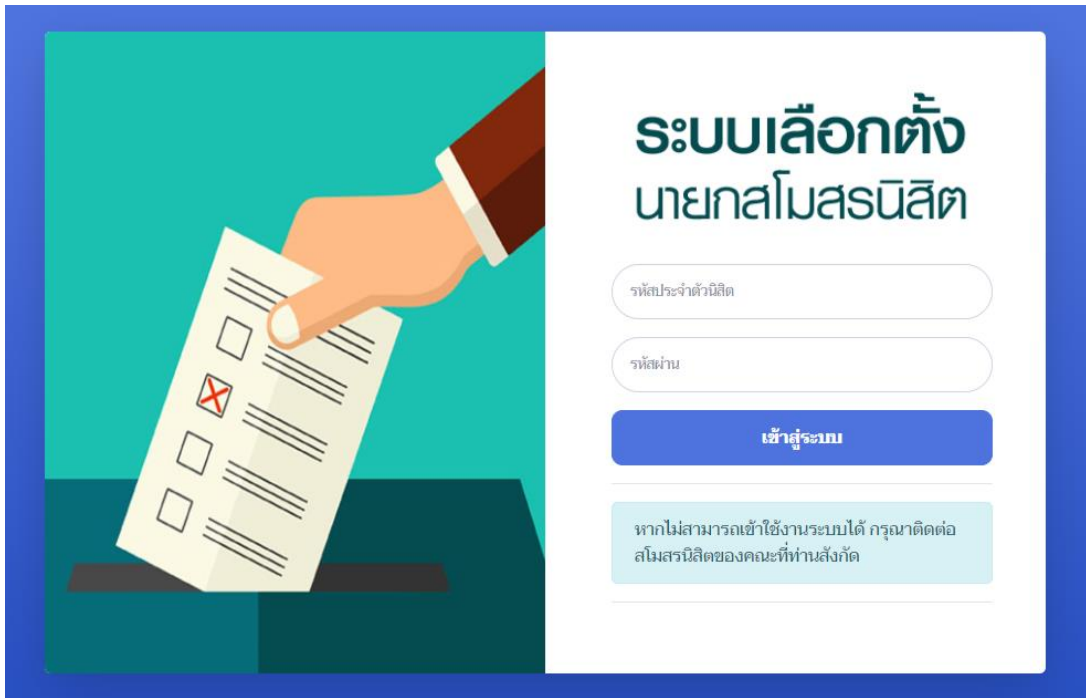 ระบบเลือกตั้ง
นายกสโมสรนิสิต
รหัสประจำตัวนิสิต
รหัสผ่าน
เข้าสู่ระบบ
หากไม่สามารถเข้าใช้งานระบบได้ กรุณาติดต่อ
สโมสรนิสิตของคณะที่ท่านสังกัด